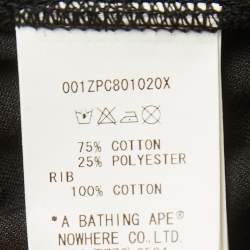 001ZPC801020X
75% COTTON
25% POLYESTER
RIB
100% COTTON
"A BATHING APE®
NOWHERE CO.LTD.